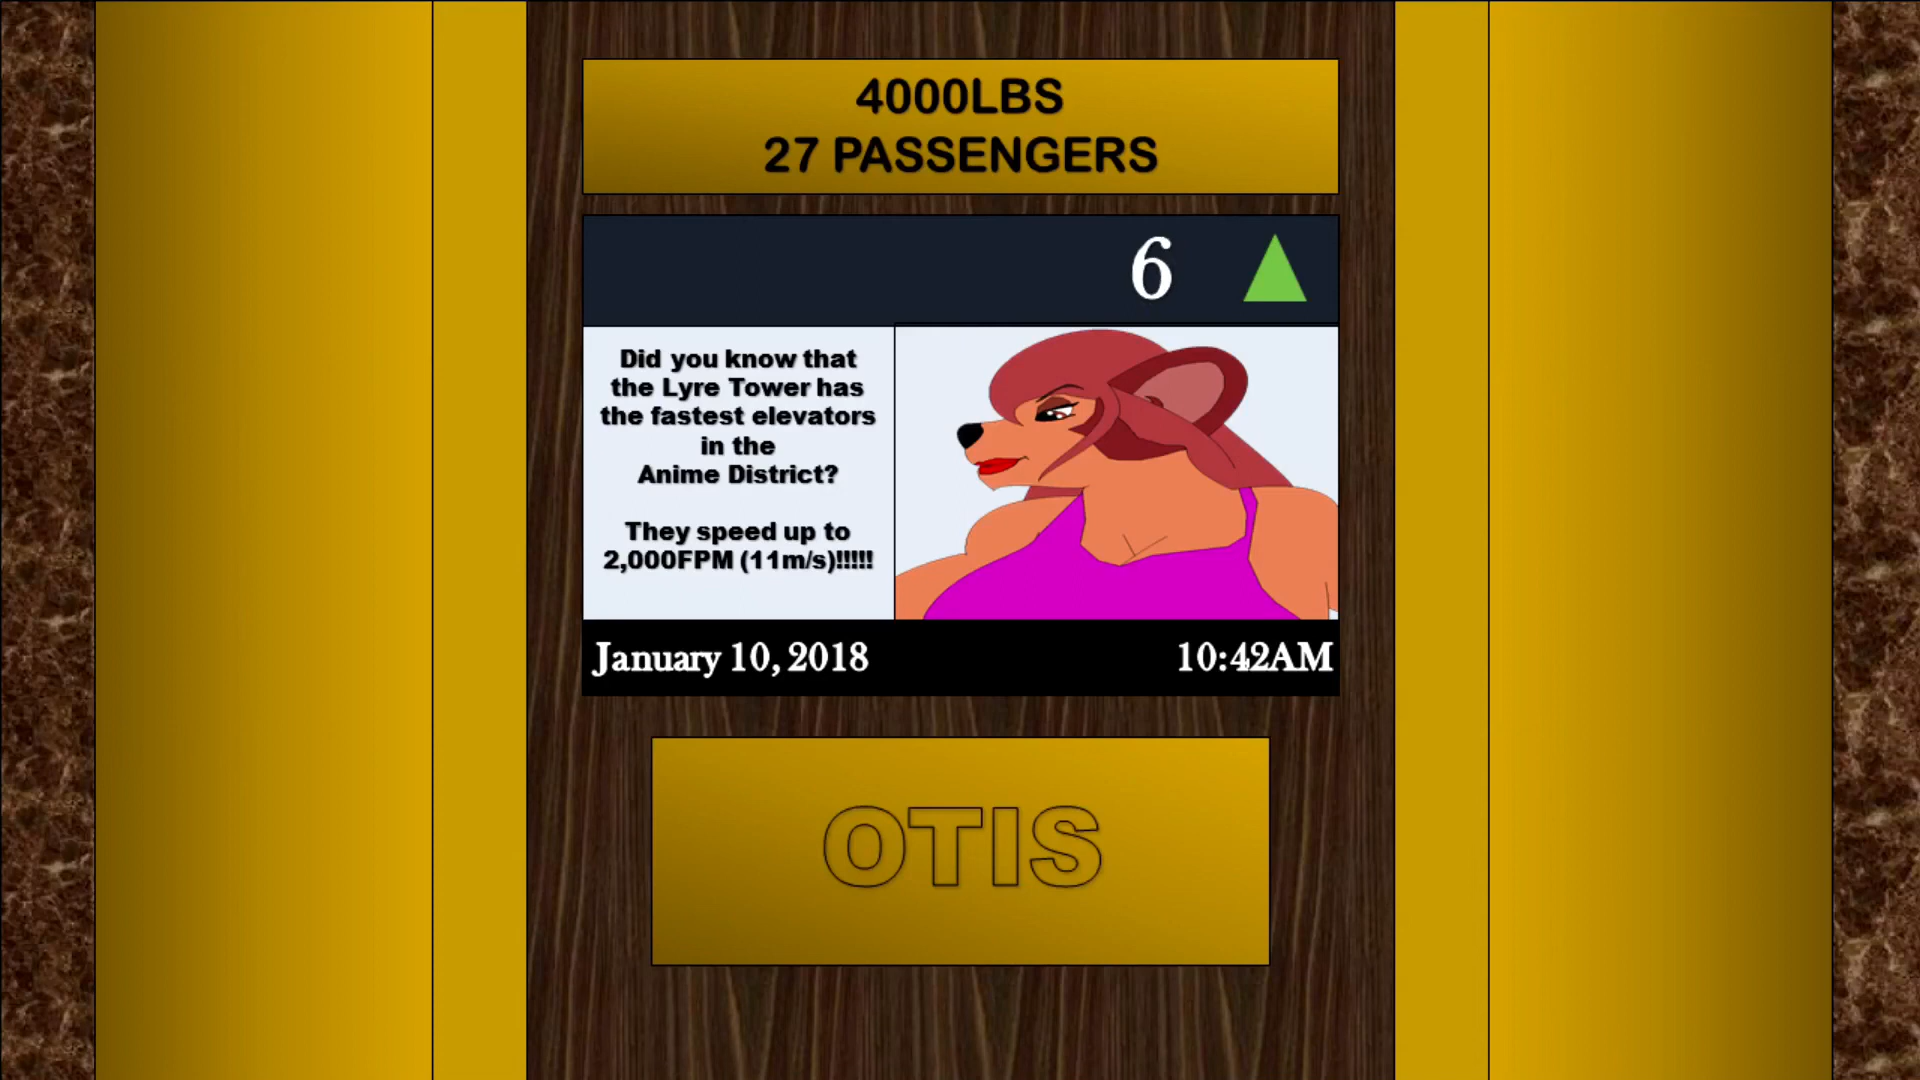 4000LBS
27 PASSENGERS
6
Did you know that
the Lyre Tower has
the fastest elevators
in the
Anime District?
They speed up to
2,000FPM (11m/s)!!!!!
January 10, 2018
10:42AM
OTIS